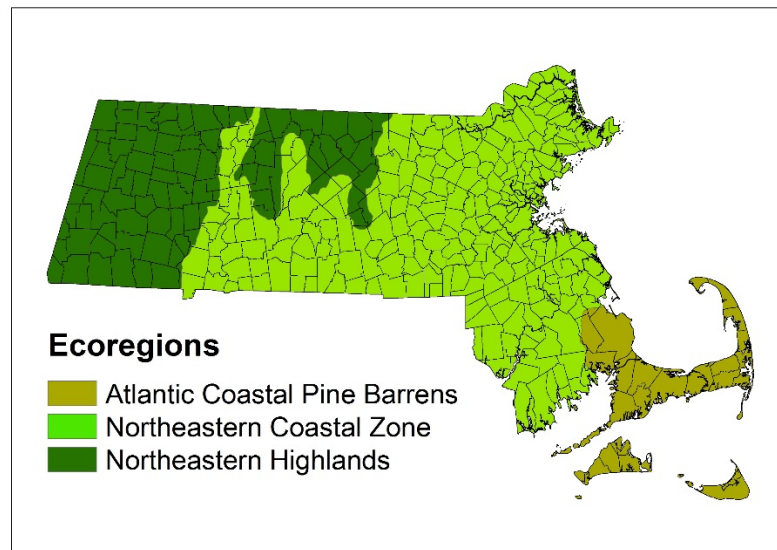 Ecoregions
Atlantic Coastal Pine Barrens
Northeastern Coastal Zone
Northeastern Highlands